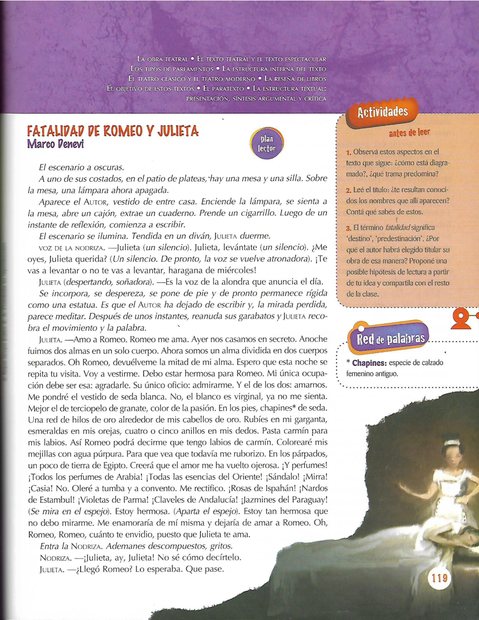 LA OBRA TEATRAL • EL TEXTO TEATRAL Y EL TEXTO ESPECTACULAR
LOS TIPOS DE PARLAMENTOS • LA ESTRUCTURA INTERNA DEL TEXTO
EL TEATRO CLÁSICO Y EL TEATRO MODERNO • LA RESEÑA DE LIBROS
EL OBJETIVO DE ESTOS TEXTOS • EL PARATEXTO • LA ESTRUCTURA TEXTUAL:
PRESENTACIÓN, SÍNTESIS ARGUMENTAL Y CRÍTICA
FATALIDAD DE ROMEO Y JULIETA
Marco Denevi
plan
lector
El escenario a oscuras.
A uno de sus costados, en el patio de plateas, hay una mesa y una silla. Sobre
la mesa, una lámpara ahora apagada.
Aparece el AUTOR, vestido de entre casa. Enciende la lámpara, se sienta a
la mesa, abre un cajón, extrae un cuaderno. Prende un cigarrillo. Luego de un
instante de reflexión, comienza a escribir.
El escenario se ilumina. Tendida en un diván, JULIETA duerme.
VOZ DE LA NODRIZA. —¡Julieta (un silencio). Julieta, levántate (un silencio). ¿Me
oyes, Julieta querida? (Un silencio. De pronto, la voz se vuelve atronadora). ¡Te
vas a levantar o no te vas a levantar, haragana de miércoles!
JULIETA (despertando, soñadora). —Es la voz de la alondra que anuncia el día.
Se incorpora, se despereza, se pone de pie y de pronto permanece rígida
como una estatua. Es que el AUTOR ha dejado de escribir y, la mirada perdida,
parece meditar. Después de unos instantes, reanuda sus garabatos y JULIETA reco-
bra el movimiento y la palabra.
JULIETA. —Amo a Romeo. Romeo me ama. Ayer nos casamos en secreto. Anoche
fuimos dos almas en un solo cuerpo. Ahora somos un alma dividida en dos cuerpos
separados. Oh Romeo, devuélveme la mitad de mi alma. Espero que esta noche se
repita tu visita. Voy a vestirme. Debo estar hermosa para Romeo. Mi única ocupa-
ción debe ser esa: agradarle. Su único oficio: admirarme. Y el de los dos: amarnos.
Me pondré el vestido de seda blanca. No, el blanco es virginal, ya no me sienta.
Mejor el de terciopelo de granate, color de la pasión. En los pies, chapines* de seda.
Una red de hilos de oro alrededor de mis cabellos de oro. Rubíes en mi garganta,
esmeraldas en mis orejas, cuatro o cinco anillos en mis dedos. Pasta carmín para
mis labios. Así Romeo podrá decirme que tengo labios de carmín. Colorearé mis
mejillas con agua púrpura. Para que vea que todavía me ruborizo. En los párpados,
un poco de tierra de Egipto. Creerá que el amor me ha vuelto ojerosa. ¡Y perfumes!
¡Todos los perfumes de Arabia! ¡Todas las esencias del Oriente! ¡Sándalo! ¡Mirra!
¡Casia! No. Oleré a tumba y a convento. Me rectifico. ¡Rosas de Ispahán! ¡Nardos
de Estambul! ¡Violetas de Parma! ¡Claveles de Andalucía! ¡Jazmines del Paraguay!
(Se mira en el espejo). Estoy hermosa. (Aparta el espejo). Estoy tan hermosa que
no debo mirarme. Me enamoraría de mí misma y dejaría de amar a Romeo. Oh,
Romeo, Romeo, cuánto te envidio, puesto que Julieta te ama.
Entra la NODRIZA. Ademanes descompuestos, gritos.
NODRIZA. —¡Julieta, ay, Julieta! No sé cómo decírtelo.
JULIETA. —¿Llegó Romeo? Lo esperaba. Que pase.
Actividades
antes de leer
1. Observá estos aspectos en el
texto que sigue: ¿cómo está diagra-
mado?, ¿qué trama predomina?
2. Leé el título: ¿te resultan conoci-
dos los nombres que allí aparecen?
Contá qué sabés de estos.
3. El término fatalidad significa
'destino', 'predestinación'. ¿Por
qué el autor habrá elegido titular su
obra de esa manera? Proponé una
posible hipótesis de lectura a partir
de tu idea y compartila con el resto
de la clase.
Red de palabras
* Chapines: especie de calzado
femenino antiguo.
119